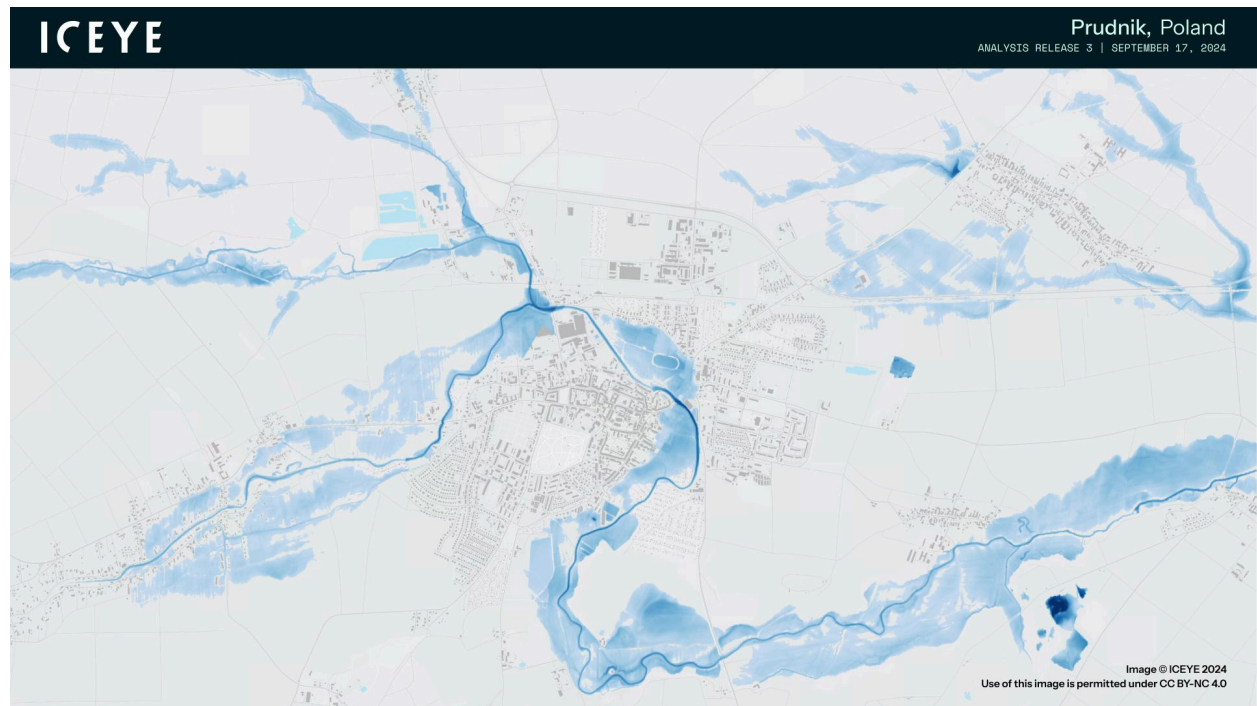 ICEYE
Prudnik, Poland
ANALYSIS RELEASE 3 | SEPTEMBER 17, 2024
Image © ICEYE 2024
Use of this image is permitted under CC BY-NC 4.0